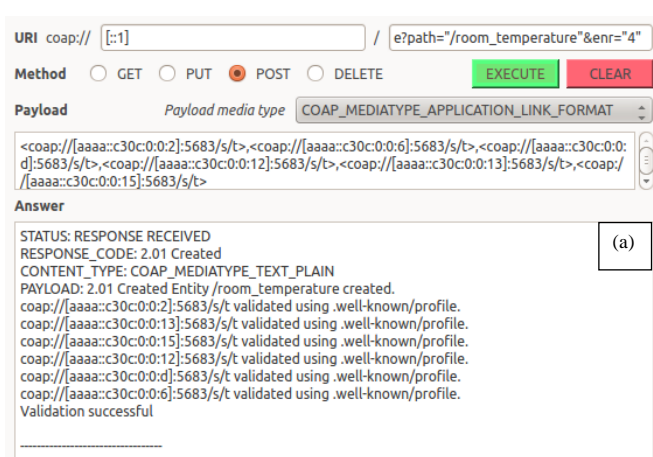 URI coap:// [::1] / e?path="/room_temperature"&enr="4"
Method GET PUT POST DELETE EXECUTE CLEAR
Payload Payload media type COAP_MEDIATYPE_APPLICATION_LINK_FORMAT
<coap://[aaaa::c30c:0:0:2]:5683/s/t>,<coap://[aaaa::c30c:0:0:6]:5683/s/t>,<coap://[aaaa::c30c:0:0:
d]:5683/s/t>,<coap://[aaaa::c30c:0:0:12]:5683/s/t>,<coap://[aaaa::c30c:0:0:13]:5683/s/t>,<coap:/
/[aaaa::c30c:0:0:15]:5683/s/t>
Answer
(a)
STATUS: RESPONSE RECEIVED
RESPONSE_CODE: 2.01 Created
CONTENT_TYPE: COAP_MEDIATYPE_TEXT_PLAIN
PAYLOAD: 2.01 Created Entity /room_temperature created.
coap://[aaaa::c30c:0:0:2]:5683/s/t validated using .well-known/profile.
coap://[aaaa::c30c:0:0:13]:5683/s/t validated using .well-known/profile.
coap://[aaaa::c30c:0:0:15]:5683/s/t validated using .well-known/profile.
coap://[aaaa::c30c:0:0:12]:5683/s/t validated using .well-known/profile.
coap://[aaaa::c30c:0:0:d]:5683/s/t validated using .well-known/profile.
coap://[aaaa::c30c:0:0:6]:5683/s/t validated using .well-known/profile.
Validation successful
----------------------------------